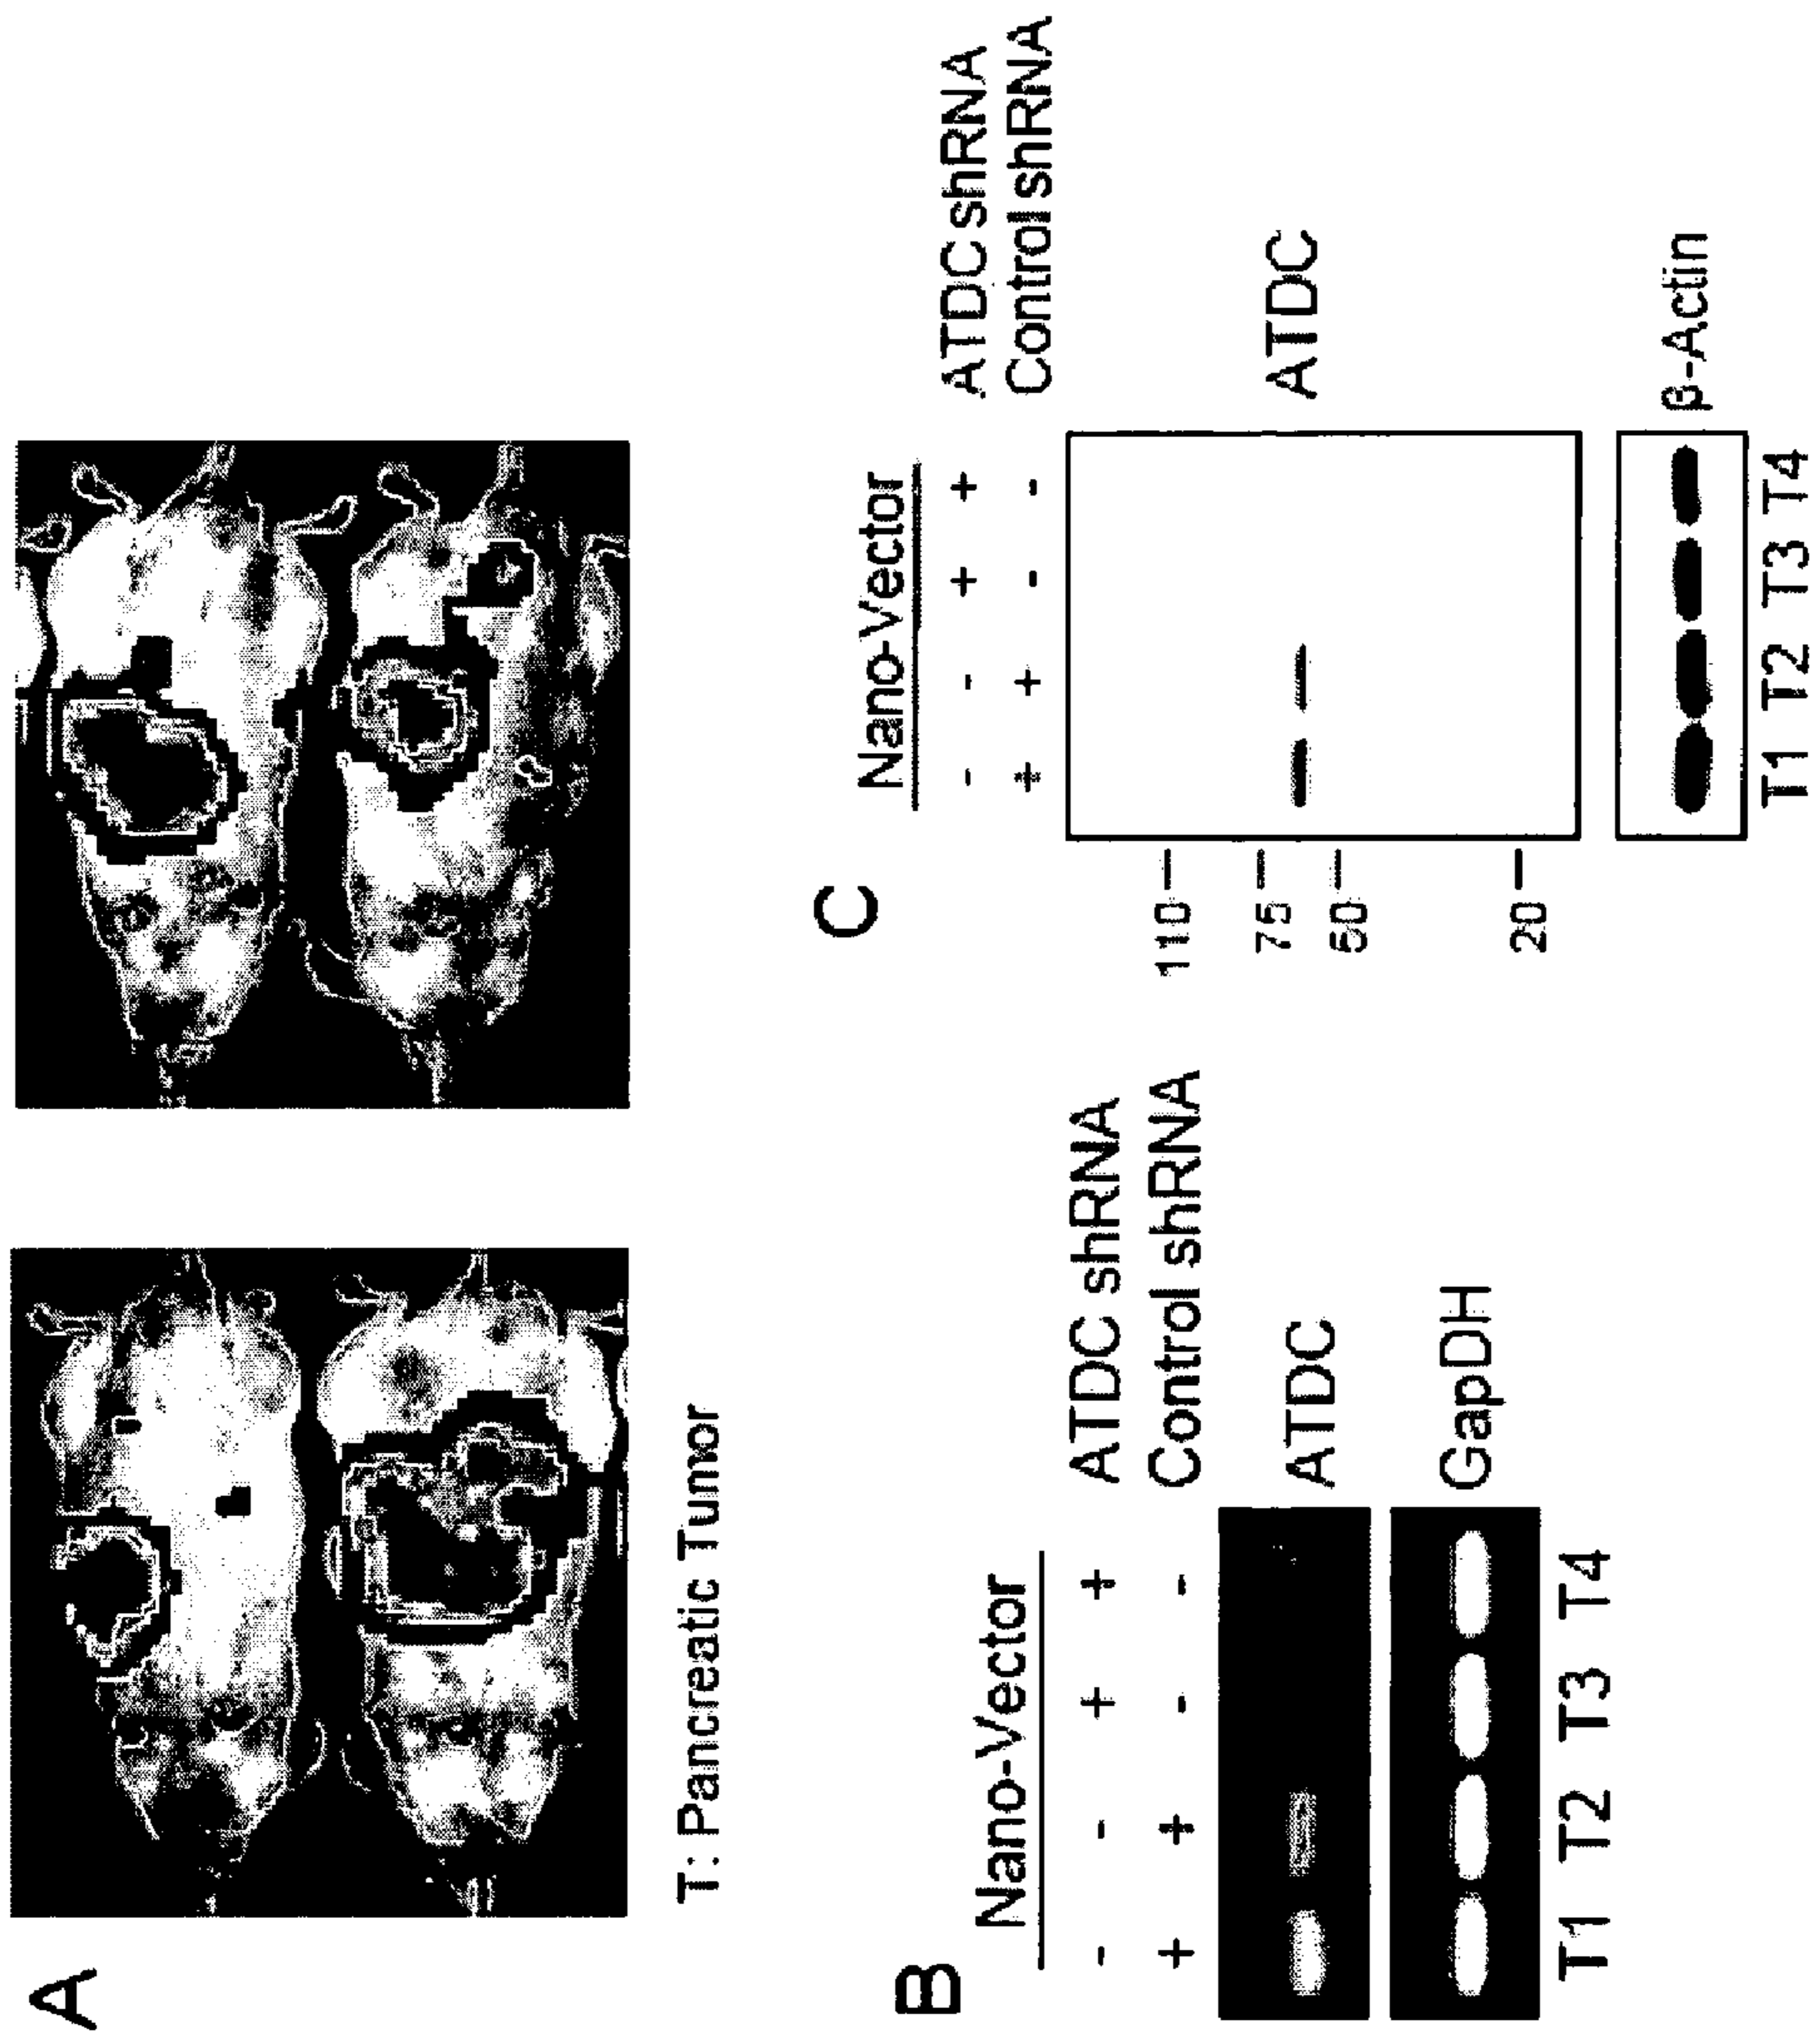 A
T: Pancreatic Tumor
B
Nano-Vector
- - + + ATDC shRNA
+ + - - Control shRNA
ATDC
GapDH
T1 T2 T3 T4
C
Nano-Vector
- - + + ATDC shRNA
+ + - - Control shRNA
110
75
50
20
ATDC
β-Actin
T1 T2 T3 T4